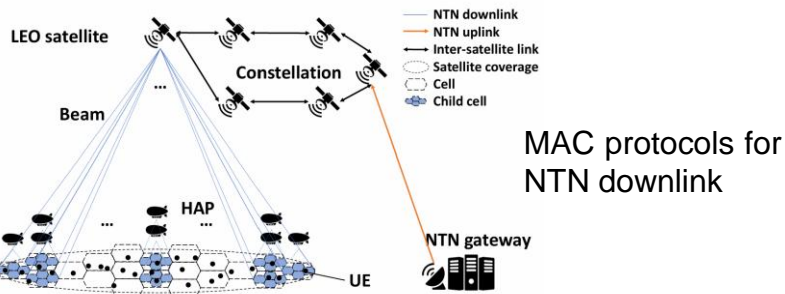 NTN downlink
NTN uplink
Inter-satellite link
Satellite coverage
Cell
Child cell
LEO satellite
Constellation
...
Beam
HAP
...
...
NTN gateway
UE
MAC protocols for
NTN downlink